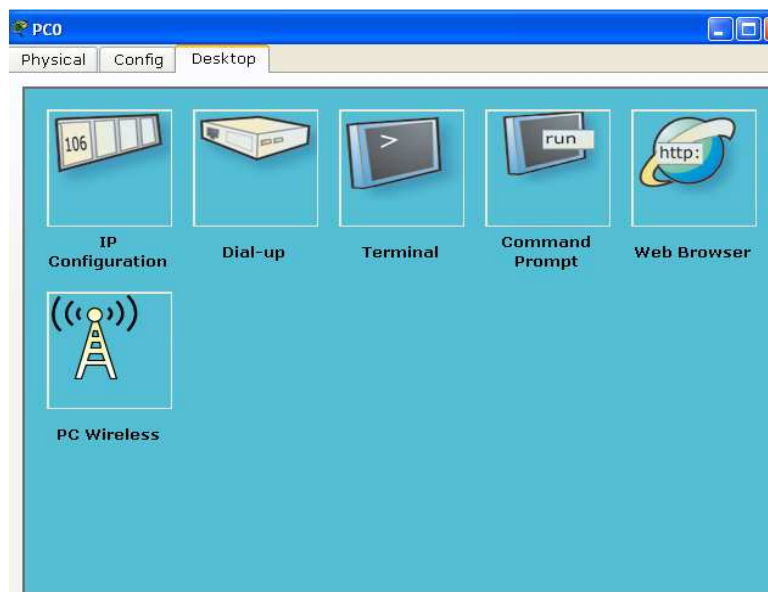 PC0
Physical Config Desktop
106
>
run
http:
IP
Configuration
Dial-up
Terminal
Command
Prompt
Web Browser
PC Wireless